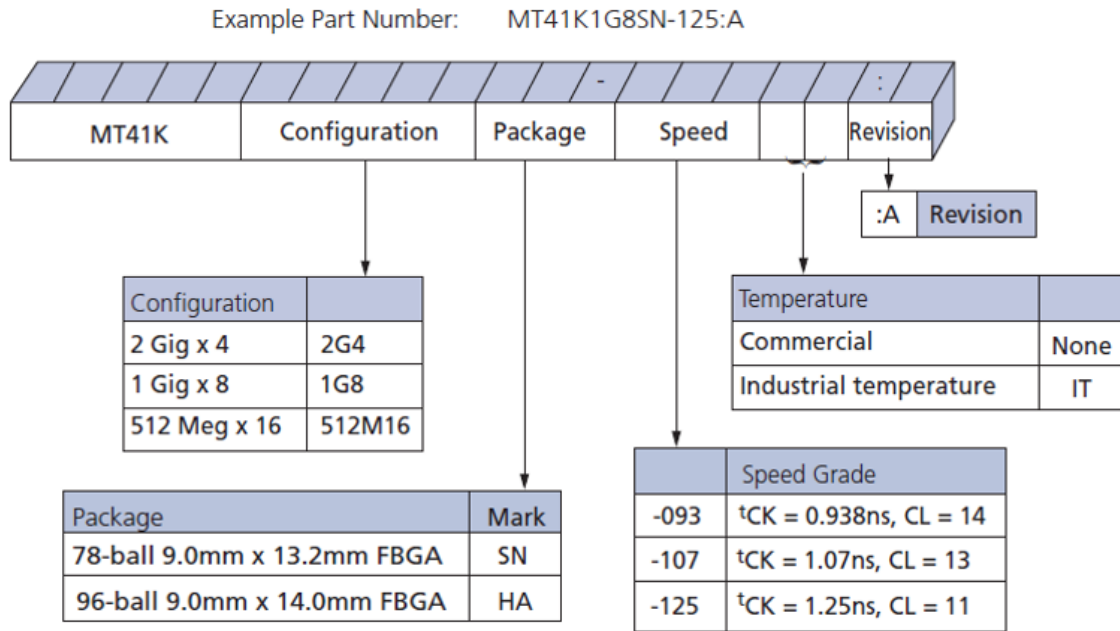 Example Part Number: MT41K1G8SN-125:A
- :
MT41K Configuration Package Speed Revision
:A Revision
Configuration
2 Gig x 4 2G4
1 Gig x 8 1G8
512 Meg x 16 512M16
Temperature
Commercial None
Industrial temperature IT
Package Mark
78-ball 9.0mm x 13.2mm FBGA SN
96-ball 9.0mm x 14.0mm FBGA HA
Speed Grade
-093 tCK = 0.938ns, CL = 14
-107 tCK = 1.07ns, CL = 13
-125 tCK = 1.25ns, CL = 11